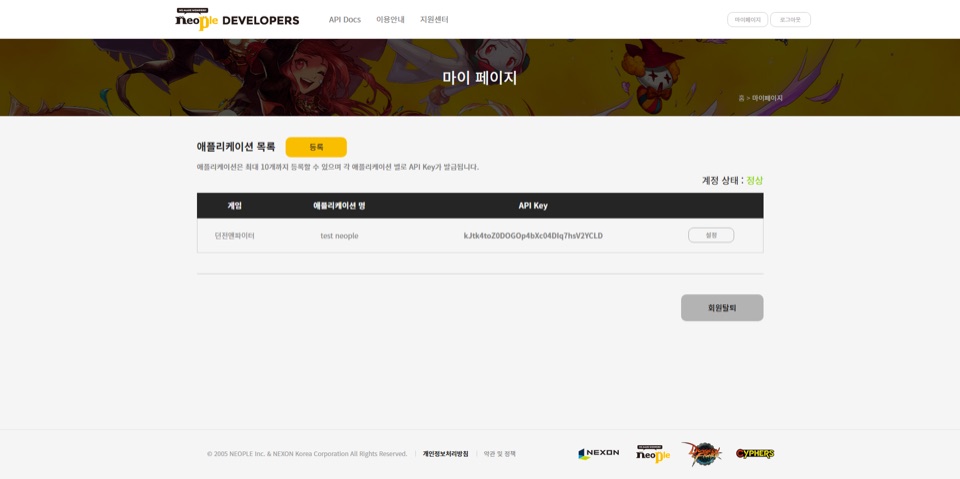 neople DEVELOPERS
API Docs 이용안내 지원센터
마이페이지 로그아웃
마이 페이지
홈 > 마이페이지
애플리케이션 목록 등록
애플리케이션은 최대 10개까지 등록할 수 있으며 각 애플리케이션 별로 API Key가 발급됩니다.
계정 상태 : 정상
게임 애플리케이션 명 API Key
던전앤파이터 test neople kJtk4toZ0DOGOp4bXc04DIq7hsV2YCLD 설정
회원탈퇴
© 2005 NEOPLE Inc. & NEXON Korea Corporation All Rights Reserved. 개인정보처리방침 약관 및 정책
NEXON neople CYPHERS